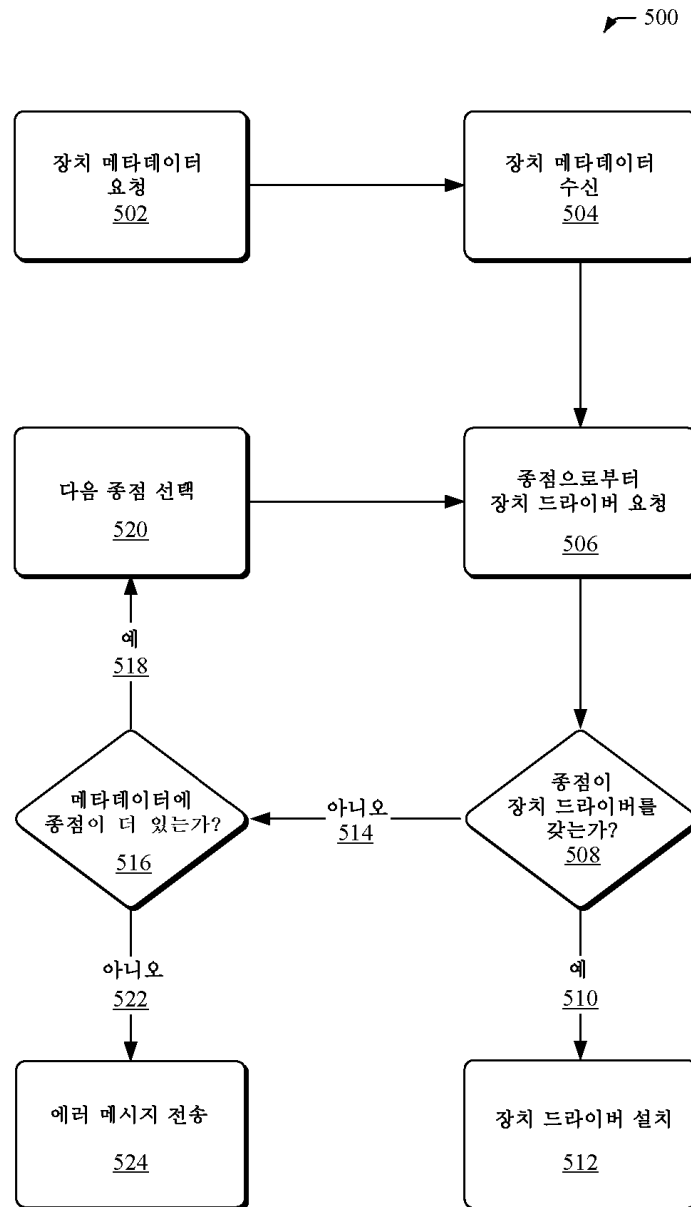 500
장치 메타데이터
요청
502
장치 메타데이터
수신
504
다음 종점 선택
520
종점으로부터
장치 드라이버 요청
506
예
518
메타데이터에
종점이 더 있는가?
516
아니오
514
종점이
장치 드라이버를
갖는가?
508
아니오
522
예
510
에러 메시지 전송
524
장치 드라이버 설치
512